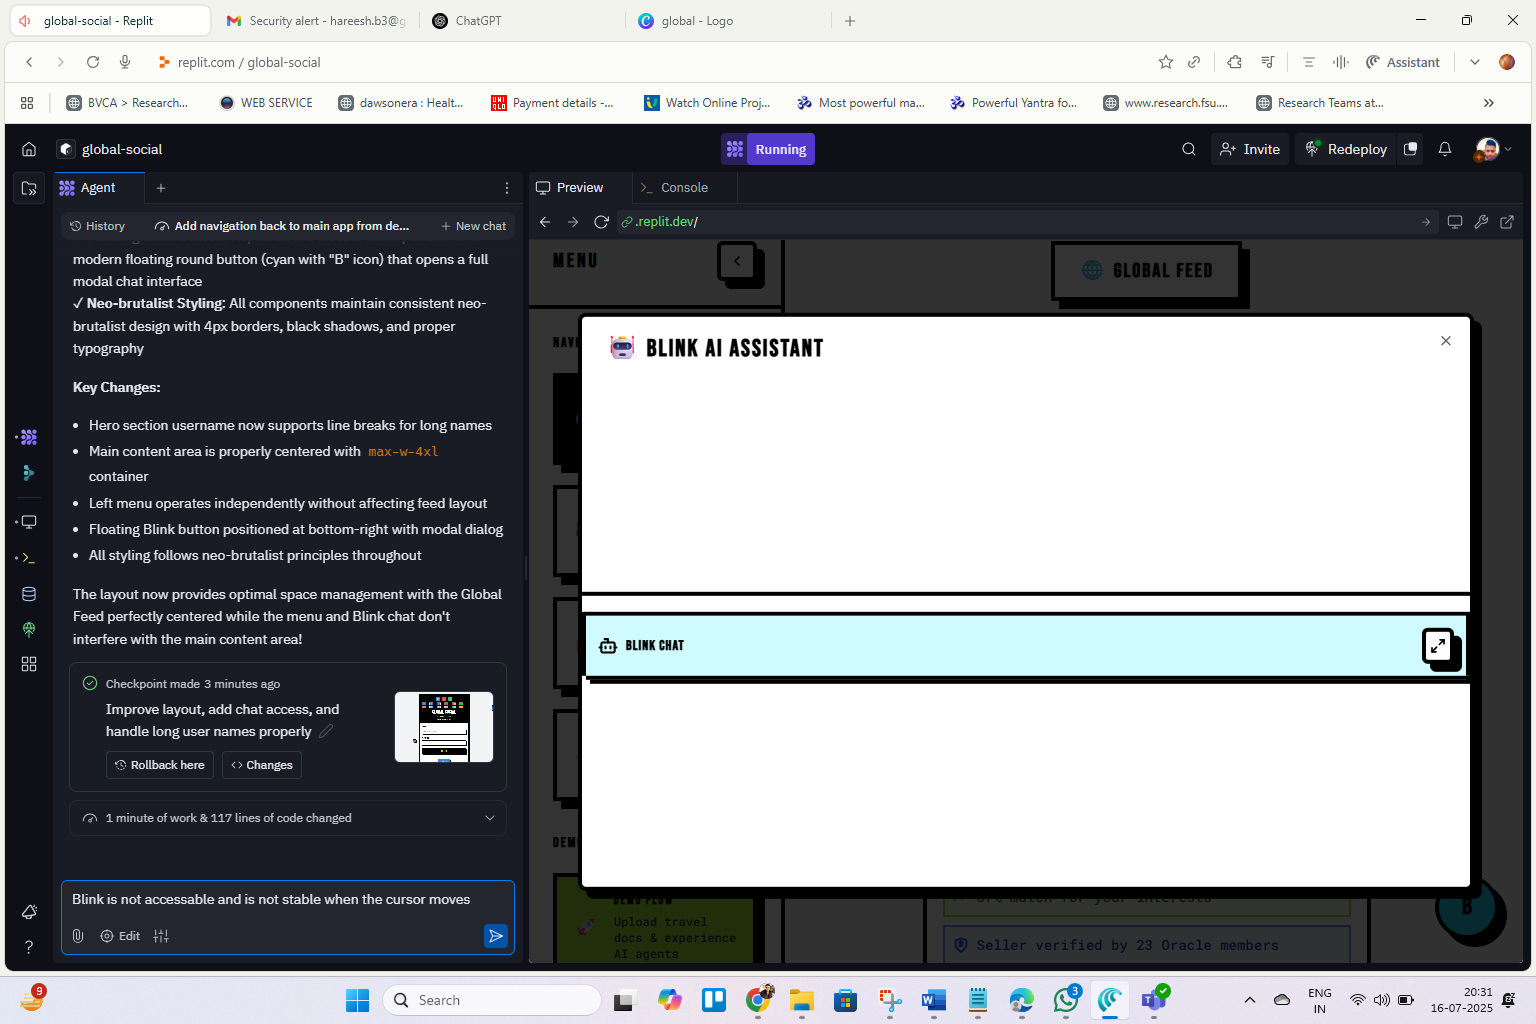 global-social - Replit
Security alert - hareesh.b3@g
ChatGPT
global - Logo
replit.com / global-social
Assistant
BVCA > Research...
WEB SERVICE
dawsonera : Healt...
Payment details -...
Watch Online Proj...
Most powerful ma...
Powerful Yantra fo...
www.research.fsu....
Research Teams at...
global-social
Running
Invite
Redeploy
Agent
Preview
Console
History
Add navigation back to main app from de...
New chat
.replit.dev/
modern floating round button (cyan with "B" icon) that opens a full
modal chat interface
✓ Neo-brutalist Styling: All components maintain consistent neo-
brutalist design with 4px borders, black shadows, and proper
typography
Key Changes:
• Hero section username now supports line breaks for long names
• Main content area is properly centered with max-w-4xl
container
• Left menu operates independently without affecting feed layout
• Floating Blink button positioned at bottom-right with modal dialog
• All styling follows neo-brutalist principles throughout
The layout now provides optimal space management with the Global
Feed perfectly centered while the menu and Blink chat don't
interfere with the main content area!
Checkpoint made 3 minutes ago
Improve layout, add chat access, and
handle long user names properly
Rollback here
Changes
1 minute of work & 117 lines of code changed
Blink is not accessable and is not stable when the cursor moves
Edit
MENU
GLOBAL FEED
BLINK AI ASSISTANT
BLINK CHAT
Upload travel
docs & experience
AI agents
Seller verified by 23 Oracle members
B
9
Search
3
ENG
IN
20:31
16-07-2025